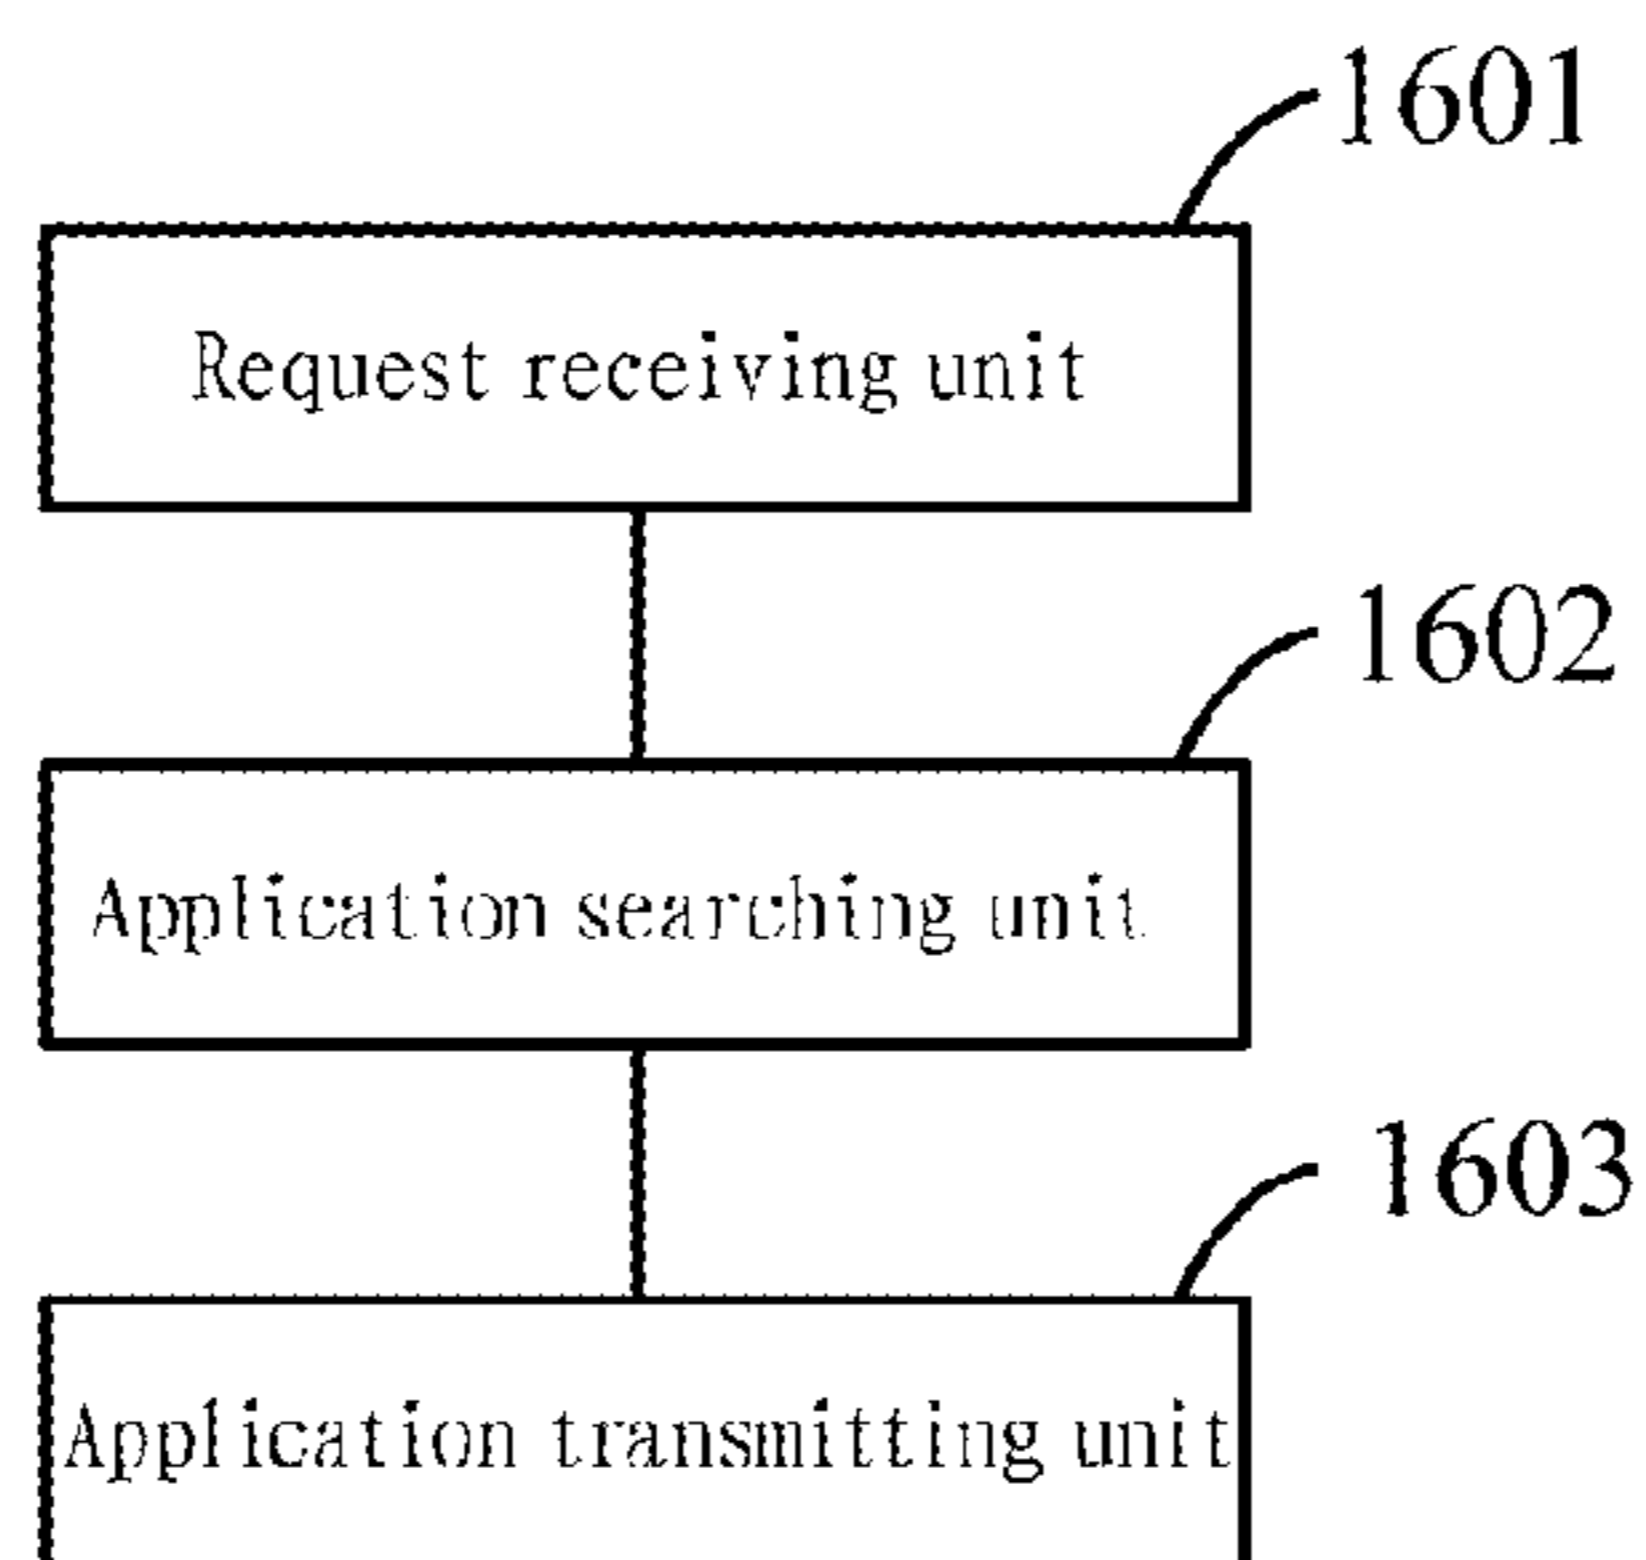 1601
Request receiving unit
1602
Application searching unit
1603
Application transmitting unit